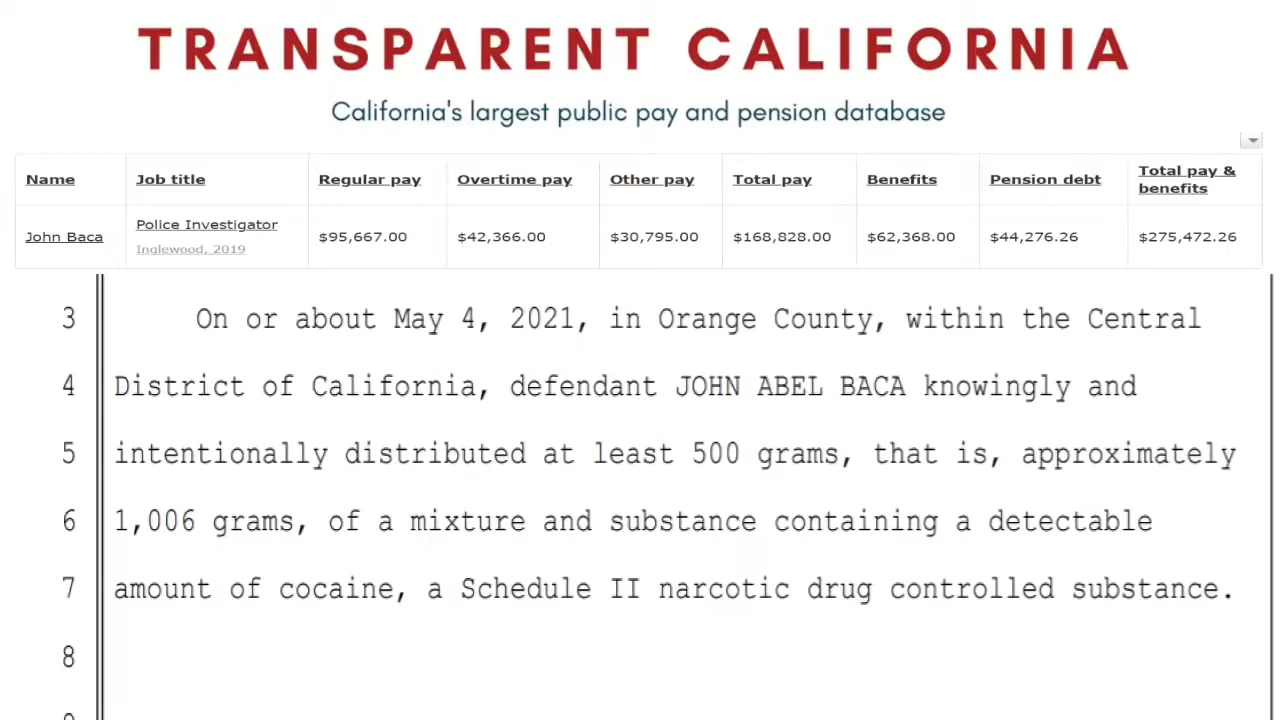 TRANSPARENT CALIFORNIA
California's largest public pay and pension database
Name Job title Regular pay Overtime pay Other pay Total pay Benefits Pension debt Total pay & benefits
John Baca Police Investigator Inglewood, 2019 $95,667.00 $42,366.00 $30,795.00 $168,828.00 $62,368.00 $44,276.26 $275,472.26
3 On or about May 4, 2021, in Orange County, within the Central
4 District of California, defendant JOHN ABEL BACA knowingly and
5 intentionally distributed at least 500 grams, that is, approximately
6 1,006 grams, of a mixture and substance containing a detectable
7 amount of cocaine, a Schedule II narcotic drug controlled substance.
8